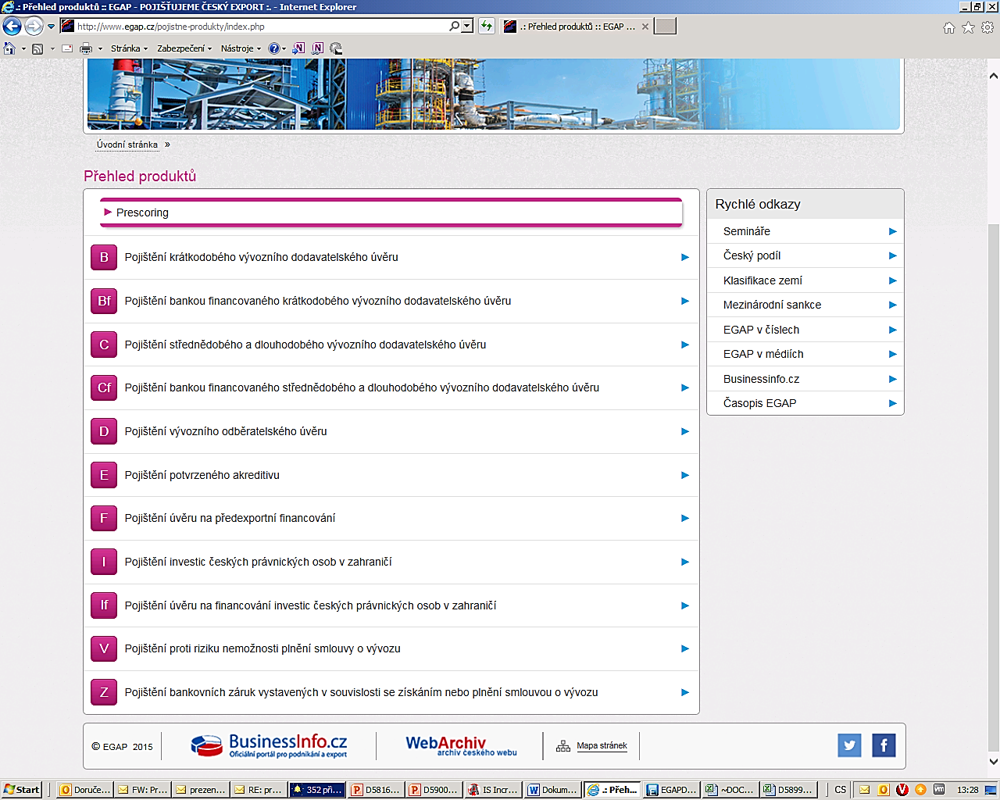 .: Přehled produktů :: EGAP - POJIŠŤUJEME ČESKÝ EXPORT :. - Internet Explorer
http://www.egap.cz/pojistne-produkty/index.php
.: Přehled produktů :: EGAP ...
Stránka
Zabezpečení
Nástroje
Úvodní stránka »
Přehled produktů
Prescoring
B Pojištění krátkodobého vývozního dodavatelského úvěru
Bf Pojištění bankou financovaného krátkodobého vývozního dodavatelského úvěru
C Pojištění střednědobého a dlouhodobého vývozního dodavatelského úvěru
Cf Pojištění bankou financovaného střednědobého a dlouhodobého vývozního dodavatelského úvěru
D Pojištění vývozního odběratelského úvěru
E Pojištění potvrzeného akreditivu
F Pojištění úvěru na předexportní financování
I Pojištění investic českých právnických osob v zahraničí
If Pojištění úvěru na financování investic českých právnických osob v zahraničí
V Pojištění proti riziku nemožnosti plnění smlouvy o vývozu
Z Pojištění bankovních záruk vystavených v souvislosti se získáním nebo plnění smlouvou o vývozu
Rychlé odkazy
Semináře
Český podíl
Klasifikace zemí
Mezinárodní sankce
EGAP v číslech
EGAP v médiích
Businessinfo.cz
Časopis EGAP
© EGAP 2015
BusinessInfo.cz
Oficiální portál pro podnikání a export
WebArchiv
archiv českého webu
Mapa stránek
Start
Doruče...
FW: Pr...
prezen...
RE: pr...
352 při...
D5816...
D5900...
IS Incr...
Dokum...
.: Přeh...
EGAPD...
~DOC...
D5899...
CS
13:28